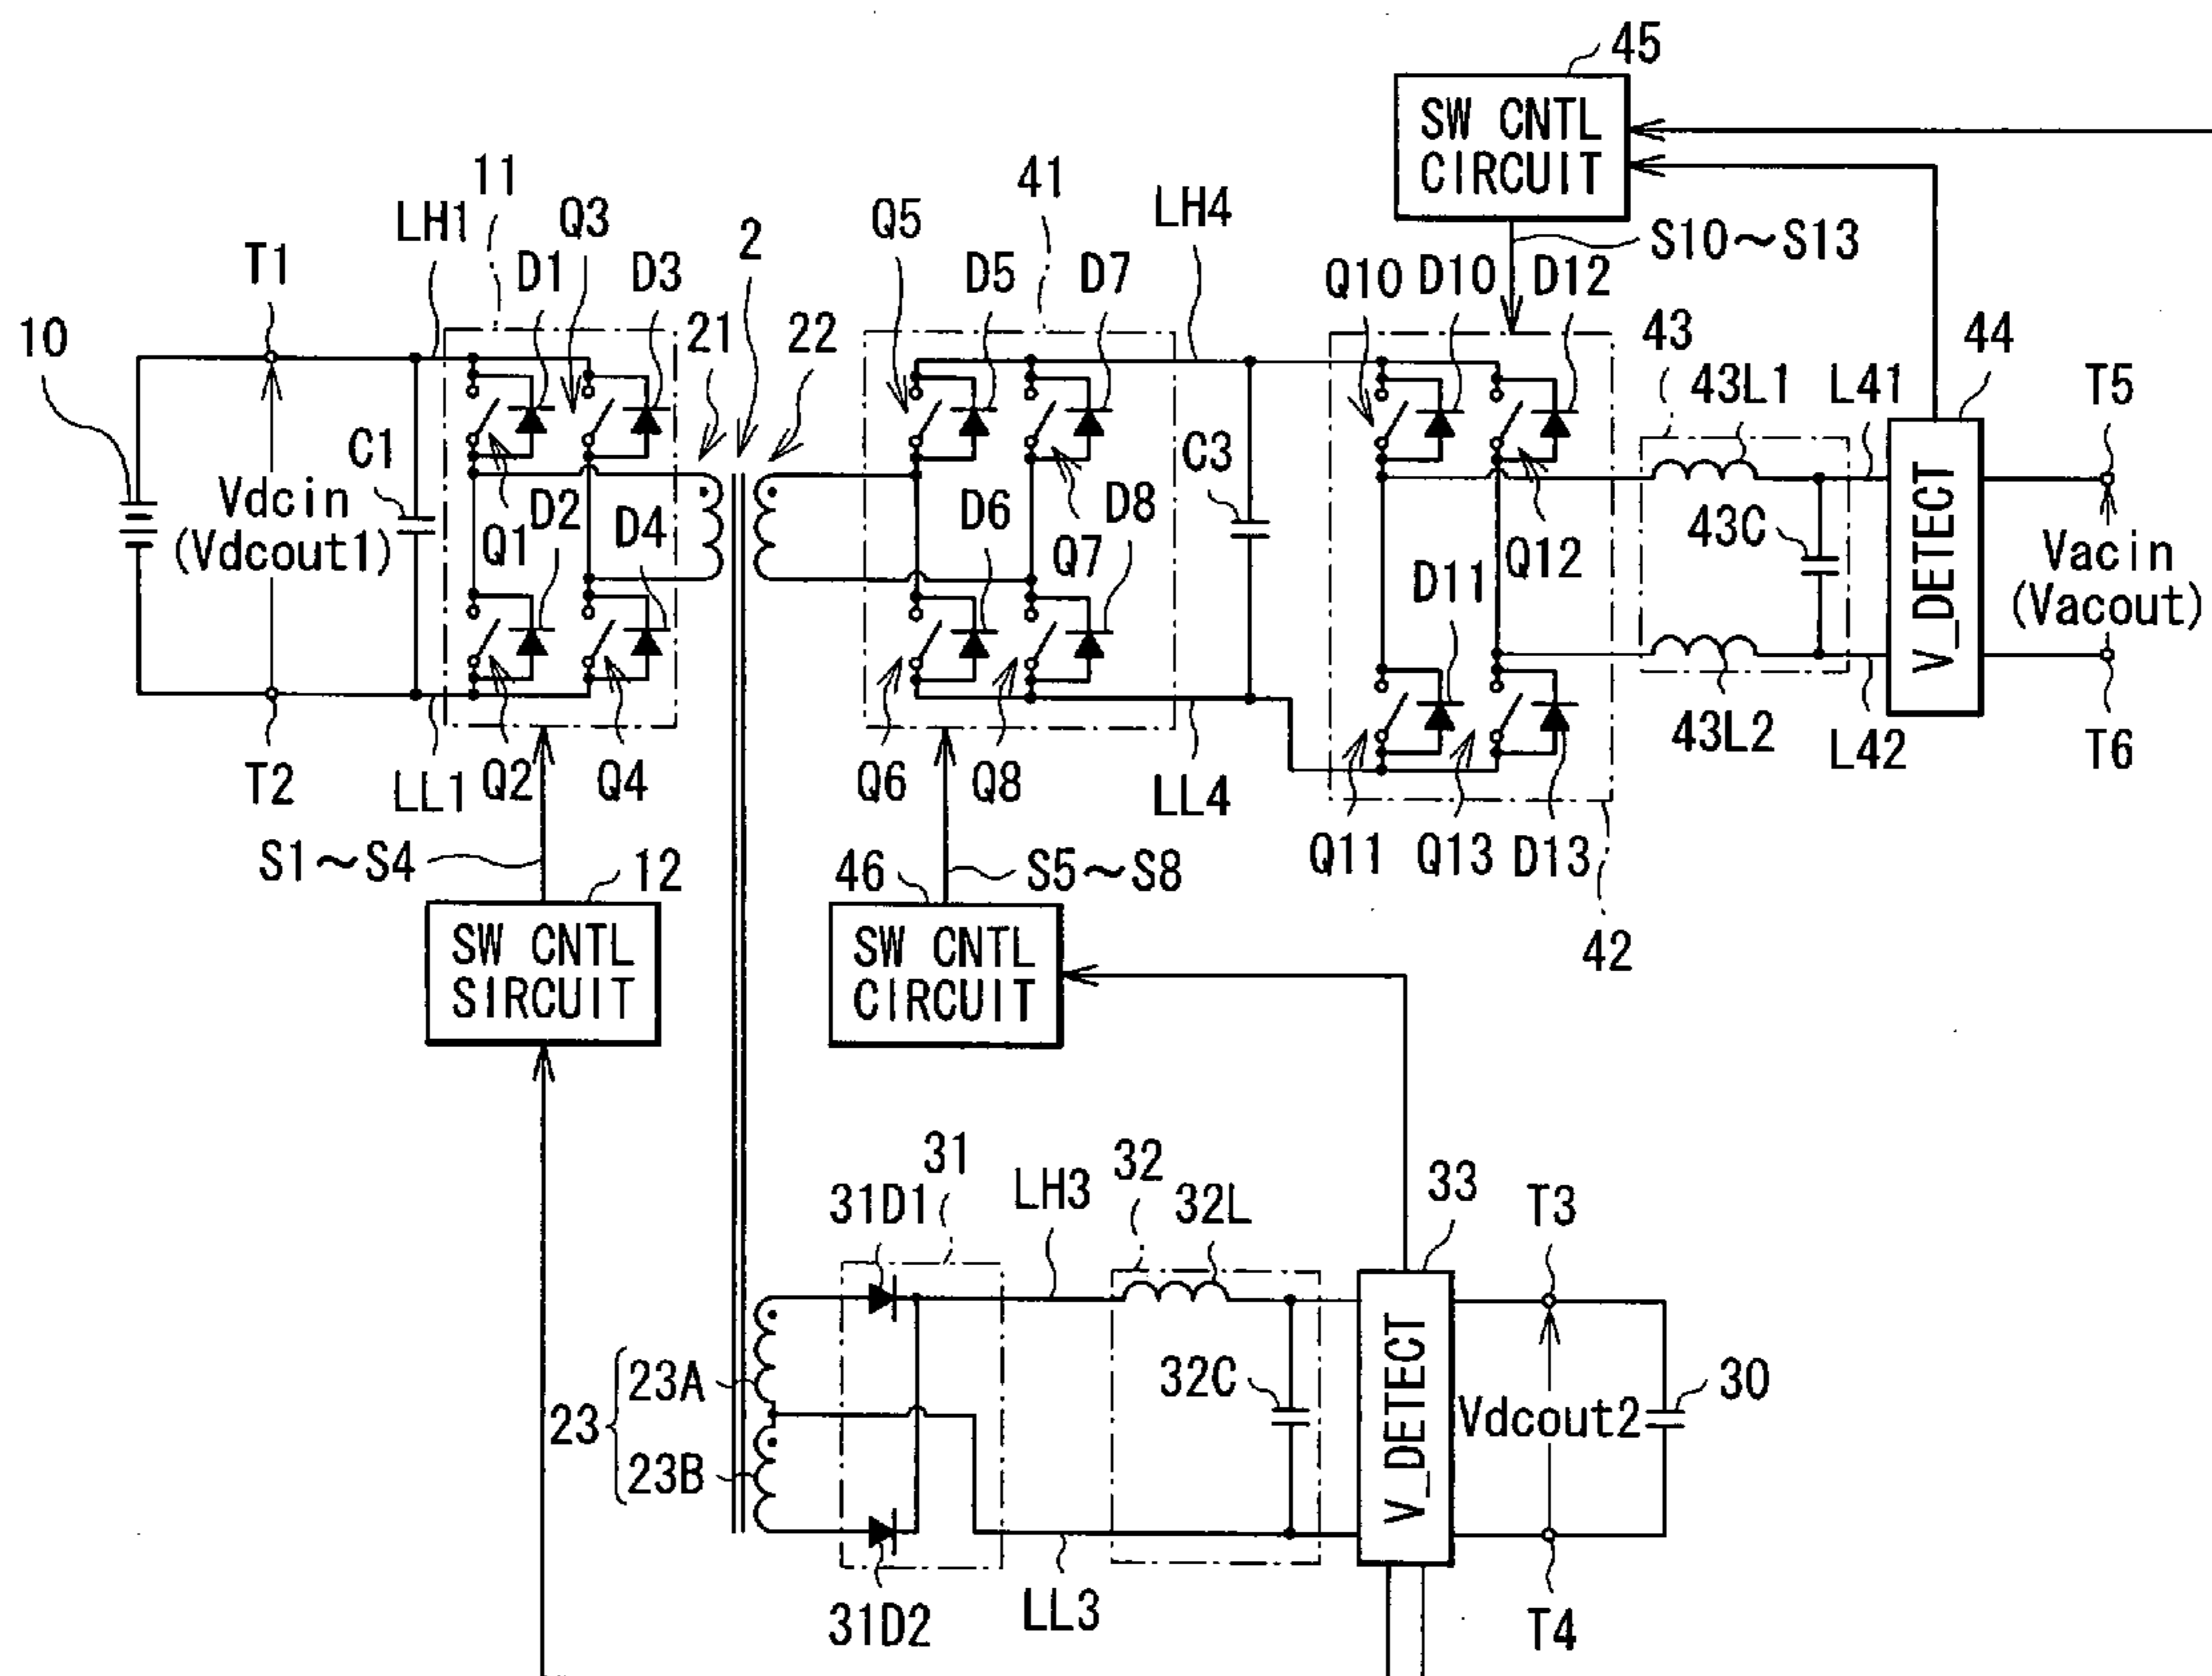 45
SW CNTL
CIRCUIT
11
41
LH1
Q3
Q5
LH4
S10～S13
T1
D1
D3
2
D5
D7
Q10
D10
D12
10
21
22
43
43L1
L41
44
T5
C1
C3
Vdcin
(Vdcout1)
Q1
D2
D4
D6
D8
Q7
D11
Q12
43C
V_DETECT
Vacin
(Vacout)
T2
LL1
Q2
Q4
Q6
Q8
LL4
43L2
L42
T6
Q11
Q13
D13
S1～S4
12
46
S5～S8
42
SW CNTL
SIRCUIT
SW CNTL
CIRCUIT
31
32
33
31D1
LH3
32L
T3
23
23A
23B
32C
V_DETECT
Vdcout2
30
31D2
LL3
T4